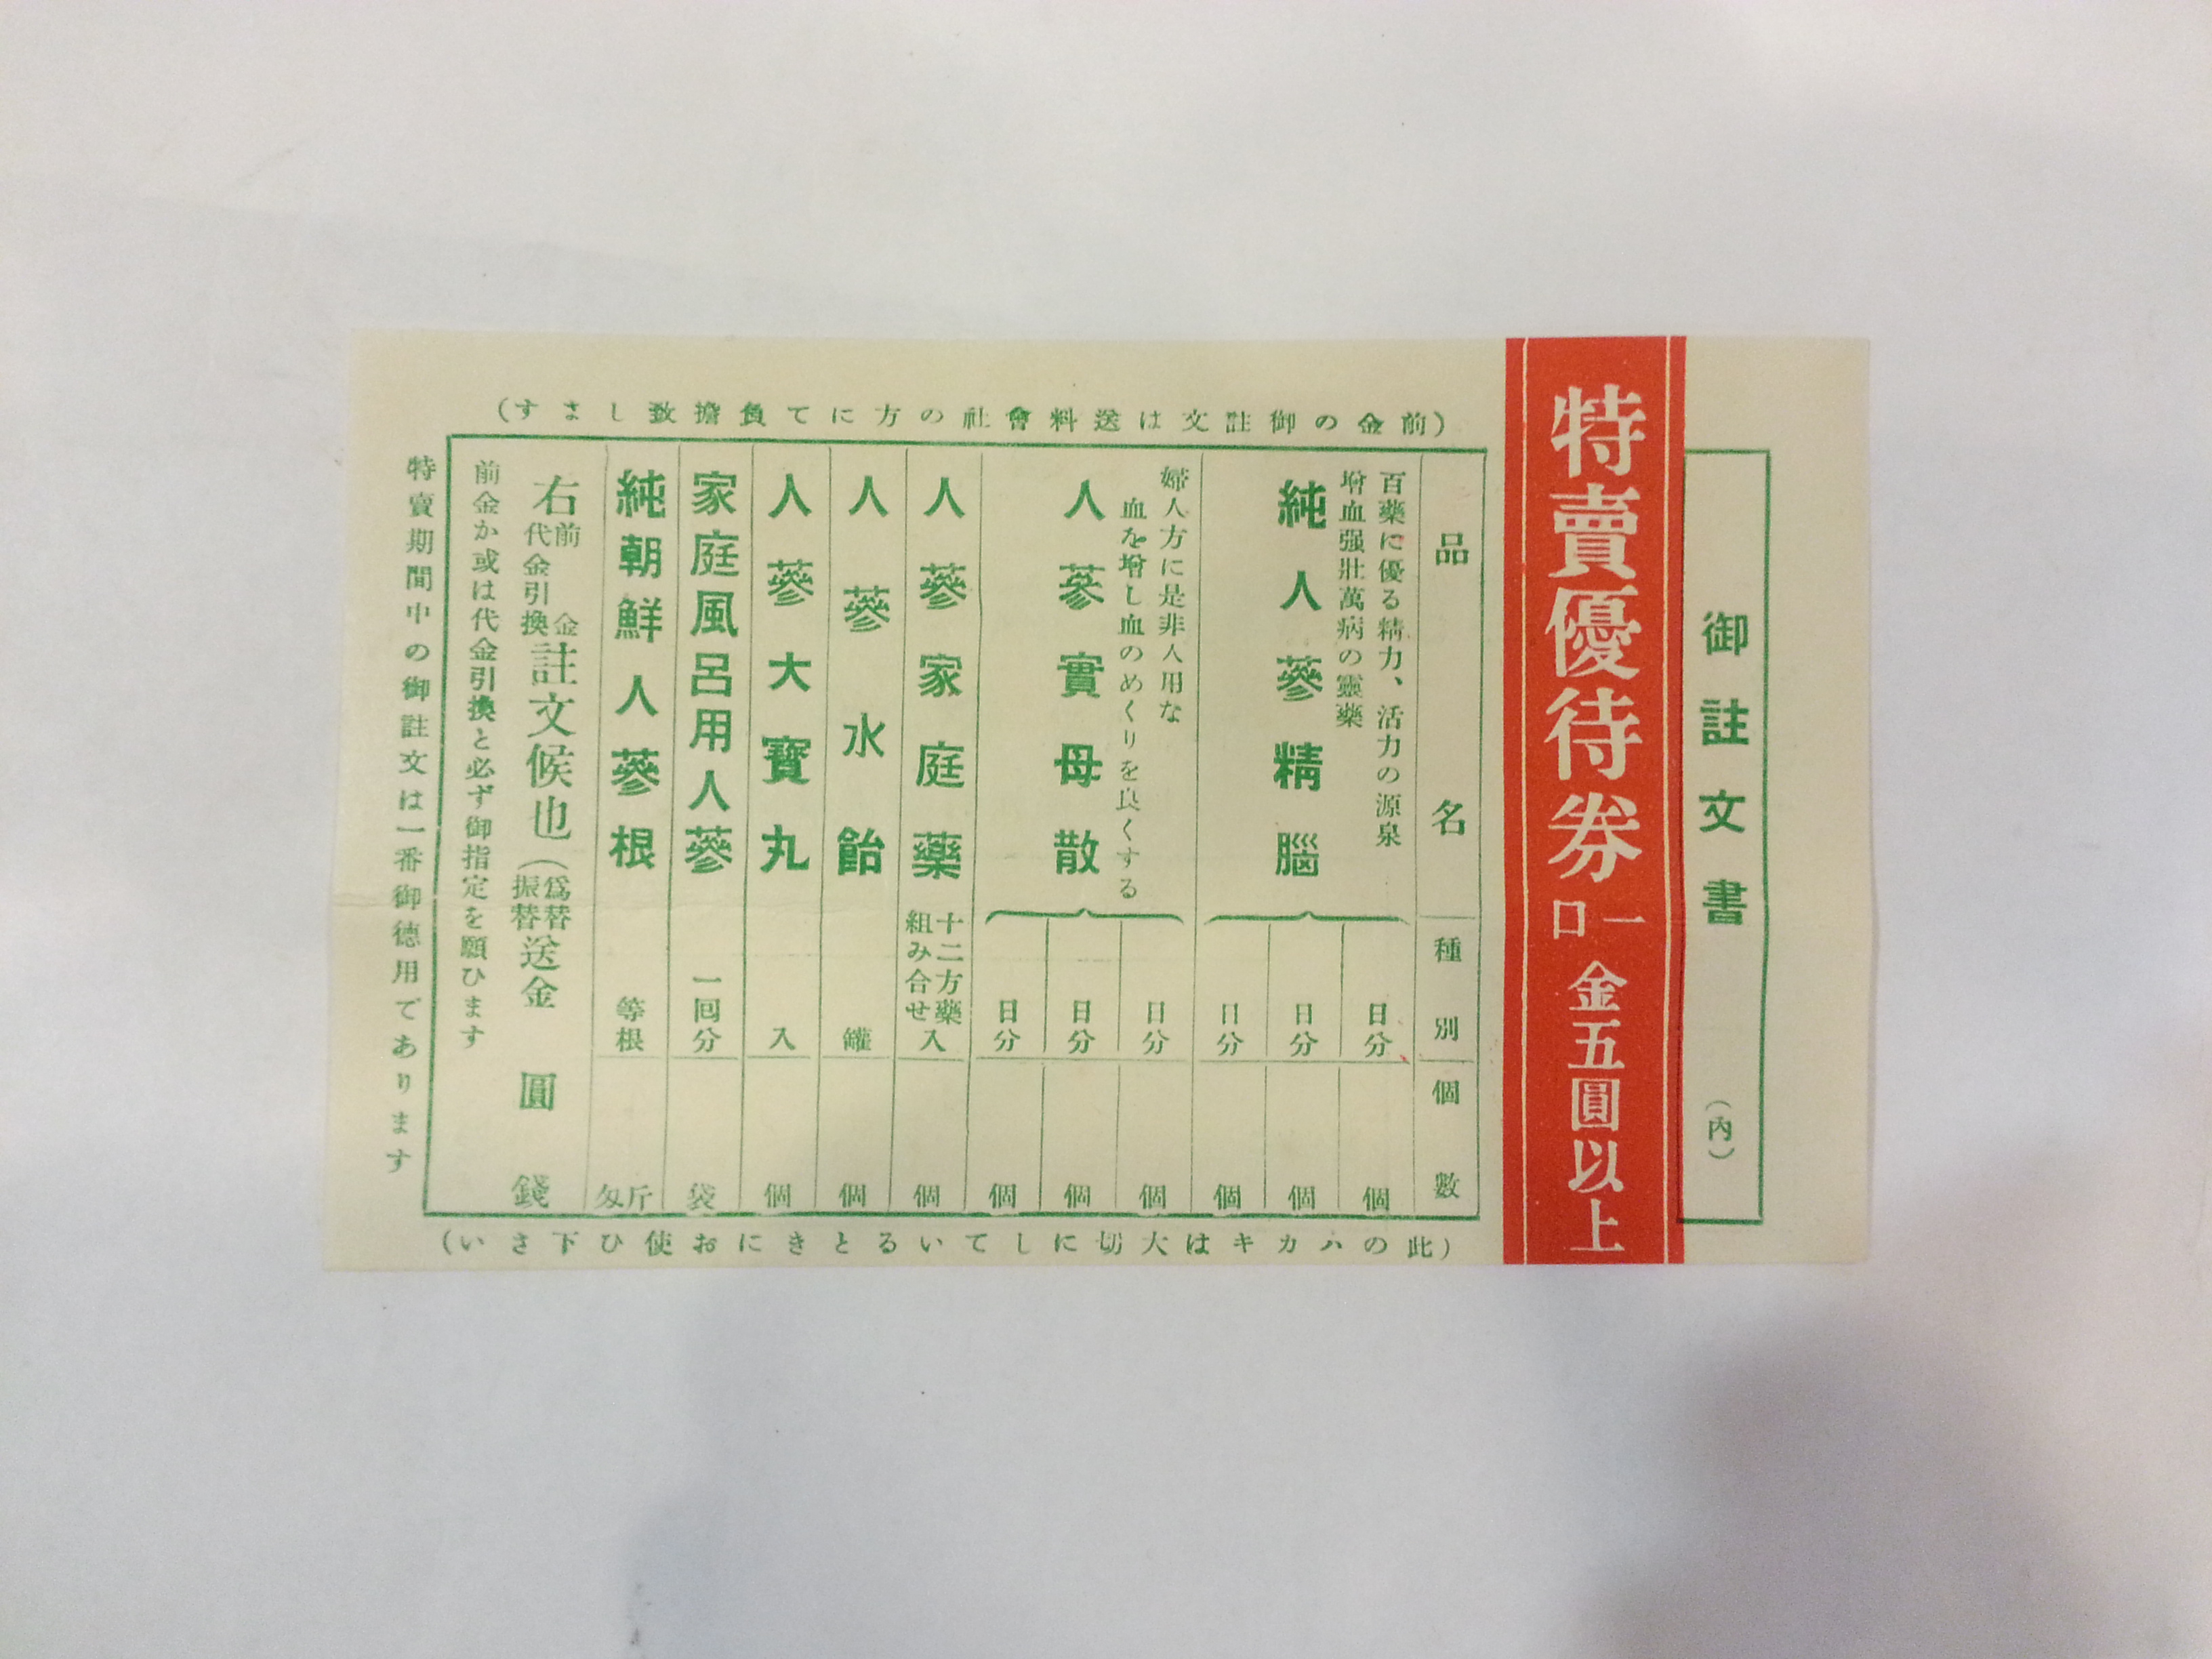 御註文書 (內)
特賣優待券 一口 金五圓以上
(前金の御註文は送料會社の方にて負擔致します)
品名 種別 個數
百藥に優る精力、活力の源泉
增血强壯萬病の靈藥
純人蔘精腦
日分 個
日分 個
日分 個
婦人方に是非人用な
血を增し血のめくりを良くする
人蔘實母散
日分 個
日分 個
日分 個
人蔘家庭藥 十二方藥組み合せ入 個
人蔘水飴 罐 個
人蔘大寶丸 入 個
家庭風呂用人蔘 一回分 袋
純朝鮮人蔘根 等根 斤匁
右前金代金引換註文候也(爲替振替送金 圓 錢
前金か或は代金引換と必ず御指定を願ひます
特賣期間中の御註文は一番御徳用であります
(此のハカキは大切にしているときにお使ひ下さい)